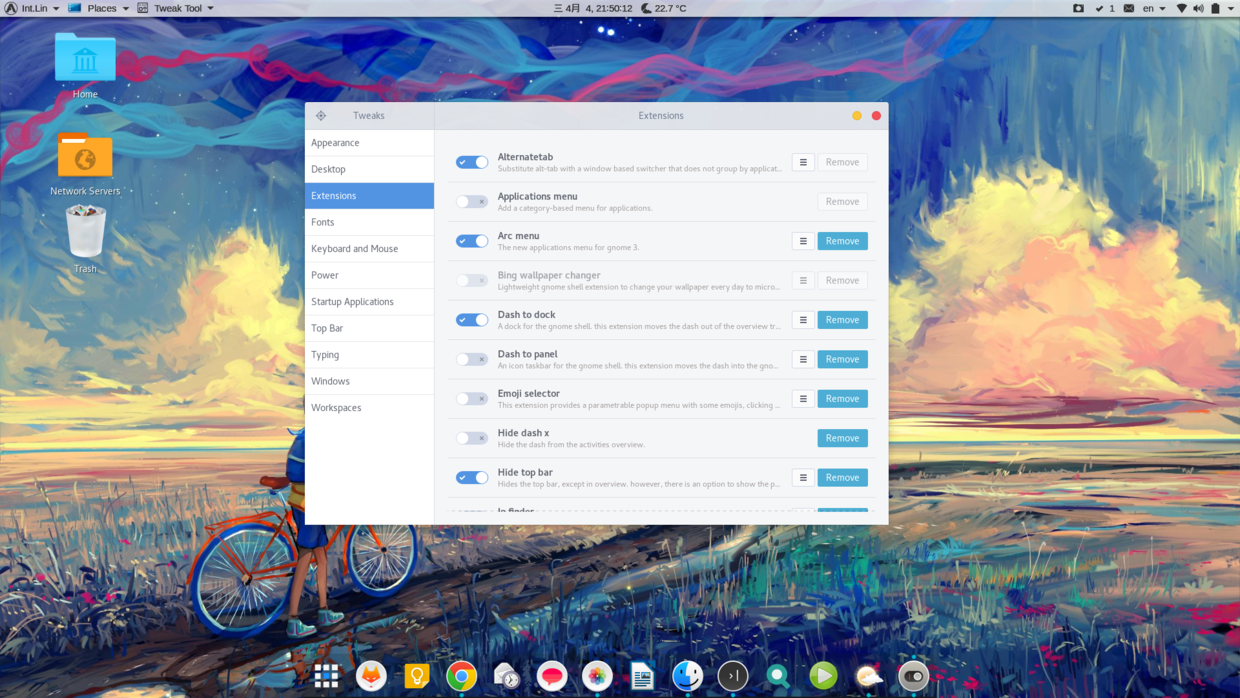 Int.Lin Places Tweak Tool 三 4月 4, 21:50:12 22.7 °C 1 en
Home
Network Servers
Trash
Tweaks
Extensions
Appearance
Desktop
Extensions
Fonts
Keyboard and Mouse
Power
Startup Applications
Top Bar
Typing
Windows
Workspaces
Alternatetab
Substitute alt-tab with a window based switcher that does not group by applicat...
Remove
Applications menu
Add a category-based menu for applications.
Remove
Arc menu
The new applications menu for gnome 3.
Remove
Bing wallpaper changer
Lightweight gnome shell extension to change your wallpaper every day to micro...
Remove
Dash to dock
A dock for the gnome shell. this extension moves the dash out of the overview tr...
Remove
Dash to panel
An icon taskbar for the gnome shell. this extension moves the dash into the gno...
Remove
Emoji selector
This extension provides a parametrable popup menu with some emojis, clicking ...
Remove
Hide dash x
Hide the dash from the activities overview.
Remove
Hide top bar
Hides the top bar, except in overview. however, there is an option to show the p...
Remove